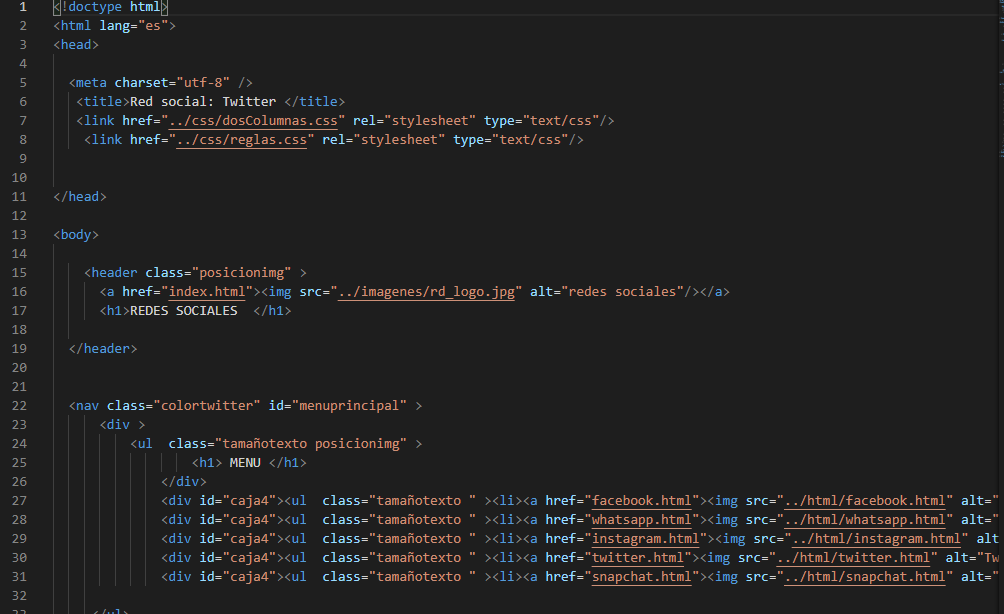 1 <!doctype html>
2 <html lang="es">
3 <head>
4
5 <meta charset="utf-8" />
6 <title>Red social: Twitter </title>
7 <link href="../css/dosColumnas.css" rel="stylesheet" type="text/css"/>
8 <link href="../css/reglas.css" rel="stylesheet" type="text/css"/>
9
10
11 </head>
12
13 <body>
14
15 <header class="posicionimg" >
16 <a href="index.html"><img src="../imagenes/rd_logo.jpg" alt="redes sociales"/></a>
17 <h1>REDES SOCIALES  </h1>
18
19 </header>
20
21
22 <nav class="colortwitter" id="menuprincipal" >
23 <div >
24 <ul  class="tamañotexto posicionimg" >
25 <h1> MENU </h1>
26 </div>
27 <div id="caja4"><ul  class="tamañotexto " ><li><a href="facebook.html"><img src="../html/facebook.html" alt="
28 <div id="caja4"><ul  class="tamañotexto " ><li><a href="whatsapp.html"><img src="../html/whatsapp.html" alt="
29 <div id="caja4"><ul  class="tamañotexto " ><li><a href="instagram.html"><img src="../html/instagram.html" alt
30 <div id="caja4"><ul  class="tamañotexto " ><li><a href="twitter.html"><img src="../html/twitter.html" alt="Tw
31 <div id="caja4"><ul  class="tamañotexto " ><li><a href="snapchat.html"><img src="../html/snapchat.html" alt="
32
33 </ul>